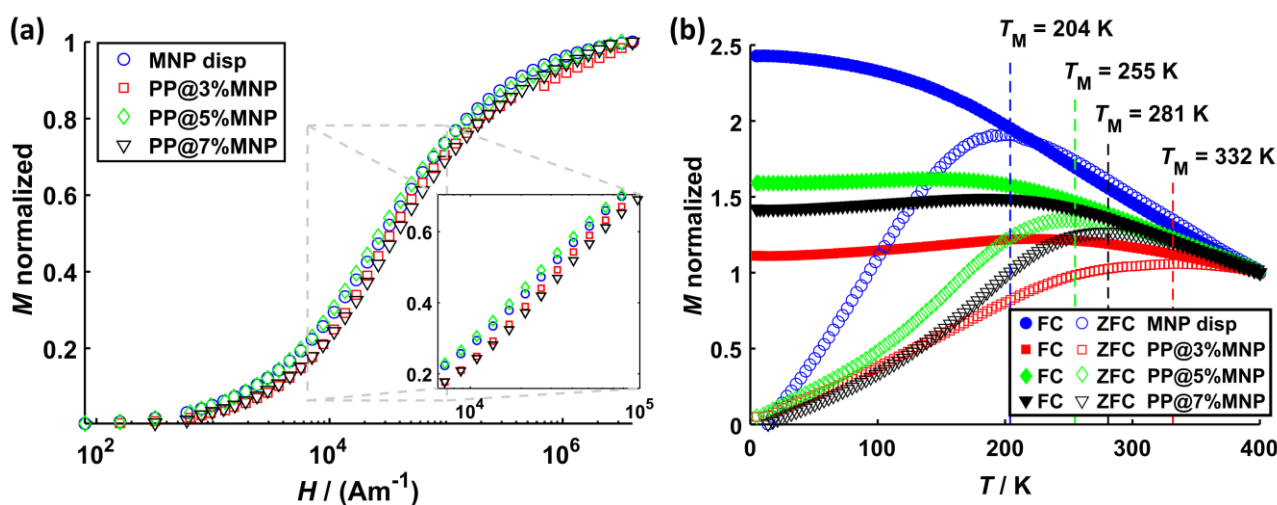 (a)
M normalized
1
0.8
0.6
0.4
0.2
0
MNP disp
PP@3%MNP
PP@5%MNP
PP@7%MNP
0.6
0.4
0.2
10^4
10^5
10^2
10^4
10^6
H / (Am^-1)
(b)
T_M = 204 K
T_M = 255 K
T_M = 281 K
T_M = 332 K
M normalized
2.5
2
1.5
1
0.5
0
FC ZFC MNP disp
FC ZFC PP@3%MNP
FC ZFC PP@5%MNP
FC ZFC PP@7%MNP
0 100 200 300 400
T / K